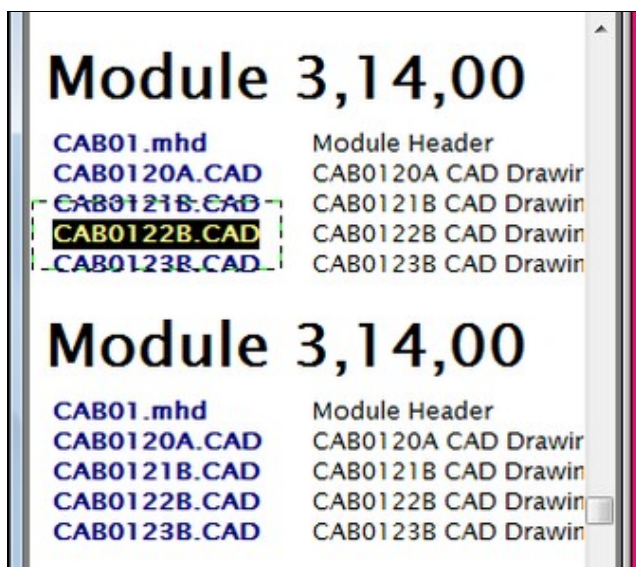 Module 3,14,00
CAB01.mhd Module Header
CAB0120A.CAD CAB0120A CAD Drawin
CAB0121B.CAD CAB0121B CAD Drawin
CAB0122B.CAD CAB0122B CAD Drawin
CAB0123B.CAD CAB0123B CAD Drawin
Module 3,14,00
CAB01.mhd Module Header
CAB0120A.CAD CAB0120A CAD Drawin
CAB0121B.CAD CAB0121B CAD Drawin
CAB0122B.CAD CAB0122B CAD Drawin
CAB0123B.CAD CAB0123B CAD Drawin